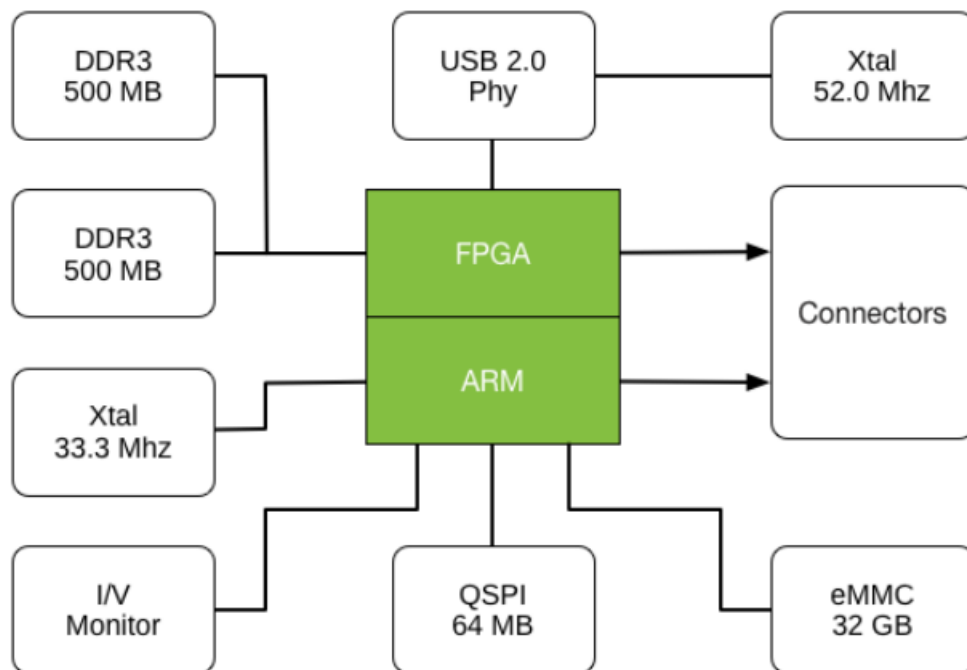 DDR3
500 MB
USB 2.0
Phy
Xtal
52.0 Mhz
DDR3
500 MB
FPGA
Connectors
ARM
Xtal
33.3 Mhz
I/V
Monitor
QSPI
64 MB
eMMC
32 GB